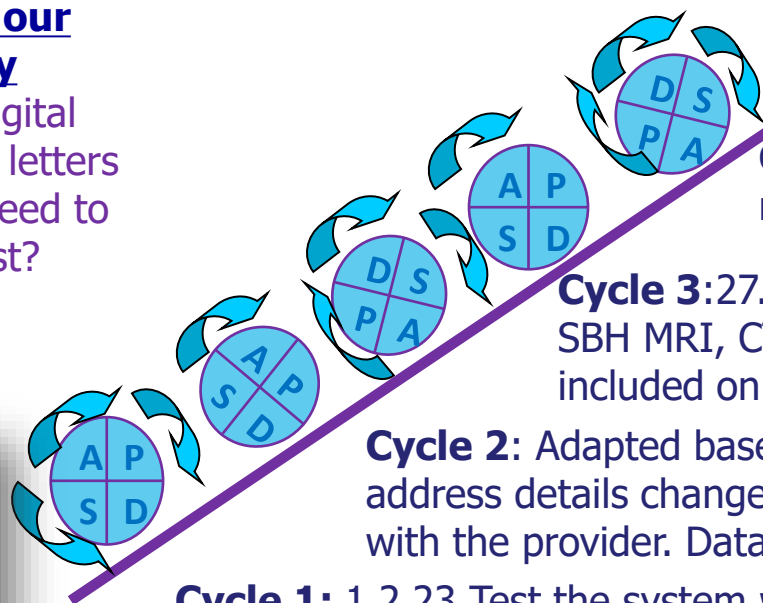 our
y
gital
letters
eed to
st?
D S
P A
A P
S D
D S
P A
A P
S D
A P
S D
Cycle 3:27.
SBH MRI, C
included on
Cycle 2: Adapted base
address details change
with the provider. Data
Cycle 1: 1.2.23 Test the system w